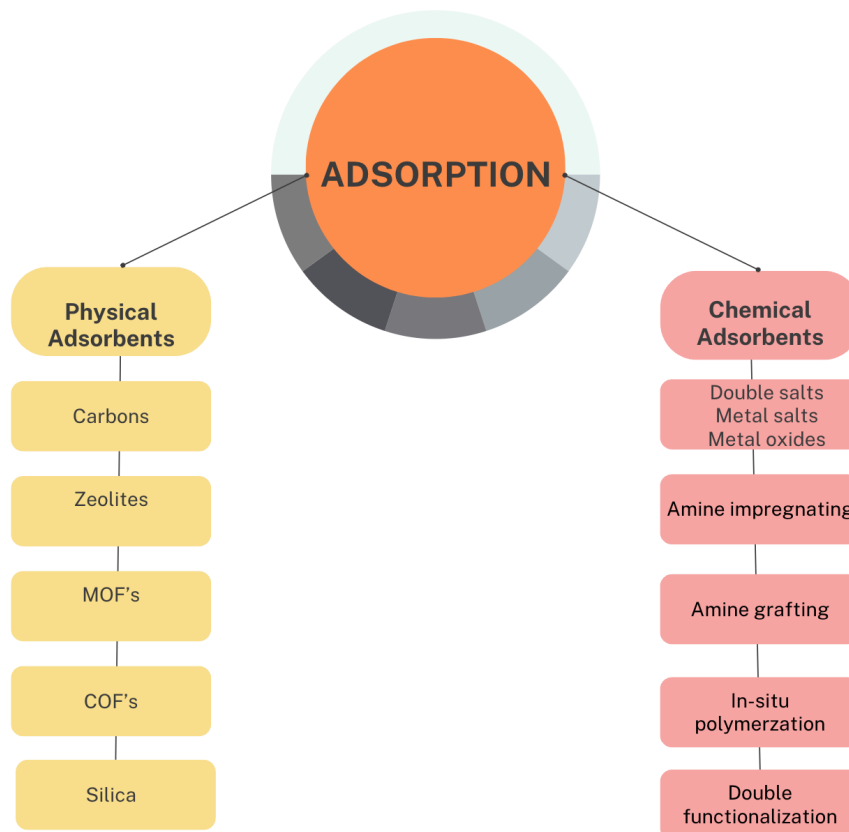 ADSORPTION
Physical
Adsorbents
Carbons
Zeolites
MOF’s
COF’s
Silica
Chemical
Adsorbents
Double salts
Metal salts
Metal oxides
Amine impregnating
Amine grafting
In-situ
polymerzation
Double
functionalization